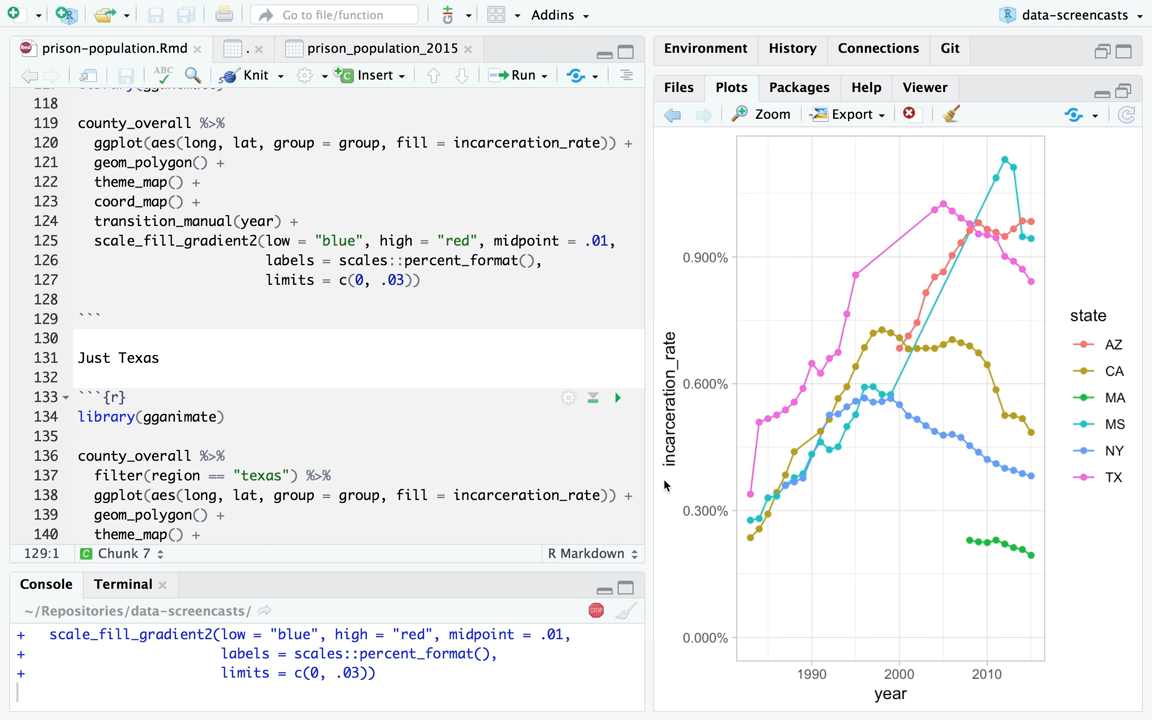 Go to file/function
Addins
data-screencasts
prison-population.Rmd
.
prison_population_2015
ABC
Knit
Insert
Run
118
119 county_overall %>%
120 ggplot(aes(long, lat, group = group, fill = incarceration_rate)) +
121 geom_polygon() +
122 theme_map() +
123 coord_map() +
124 transition_manual(year) +
125 scale_fill_gradient2(low = "blue", high = "red", midpoint = .01,
126 labels = scales::percent_format(),
127 limits = c(0, .03))
128
129 ```
130
131 Just Texas
132
133 ```{r}
134 library(gganimate)
135
136 county_overall %>%
137 filter(region == "texas") %>%
138 ggplot(aes(long, lat, group = group, fill = incarceration_rate)) +
139 geom_polygon() +
140 theme_map() +
129:1 Chunk 7 R Markdown
Console Terminal
~/Repositories/data-screencasts/
STOP
+ scale_fill_gradient2(low = "blue", high = "red", midpoint = .01,
+ labels = scales::percent_format(),
+ limits = c(0, .03))
Environment History Connections Git
Files Plots Packages Help Viewer
Zoom Export
0.900%
0.600%
0.300%
0.000%
incarceration_rate
1990 2000 2010
year
state
AZ
CA
MA
MS
NY
TX